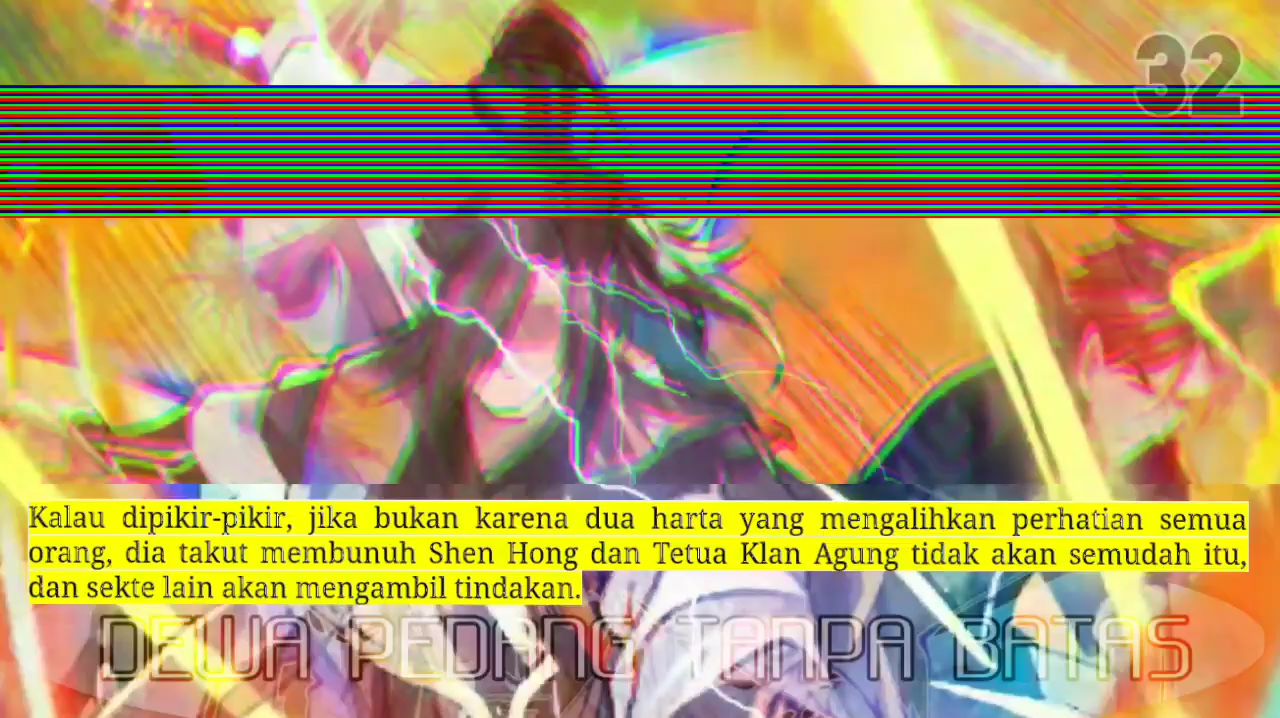 32
Kalau dipikir-pikir, jika bukan karena dua harta yang mengalihkan perhatian semua
orang, dia takut membunuh Shen Hong dan Tetua Klan Agung tidak akan semudah itu,
dan sekte lain akan mengambil tindakan.
DEWA PEDANG TANPA BATAS